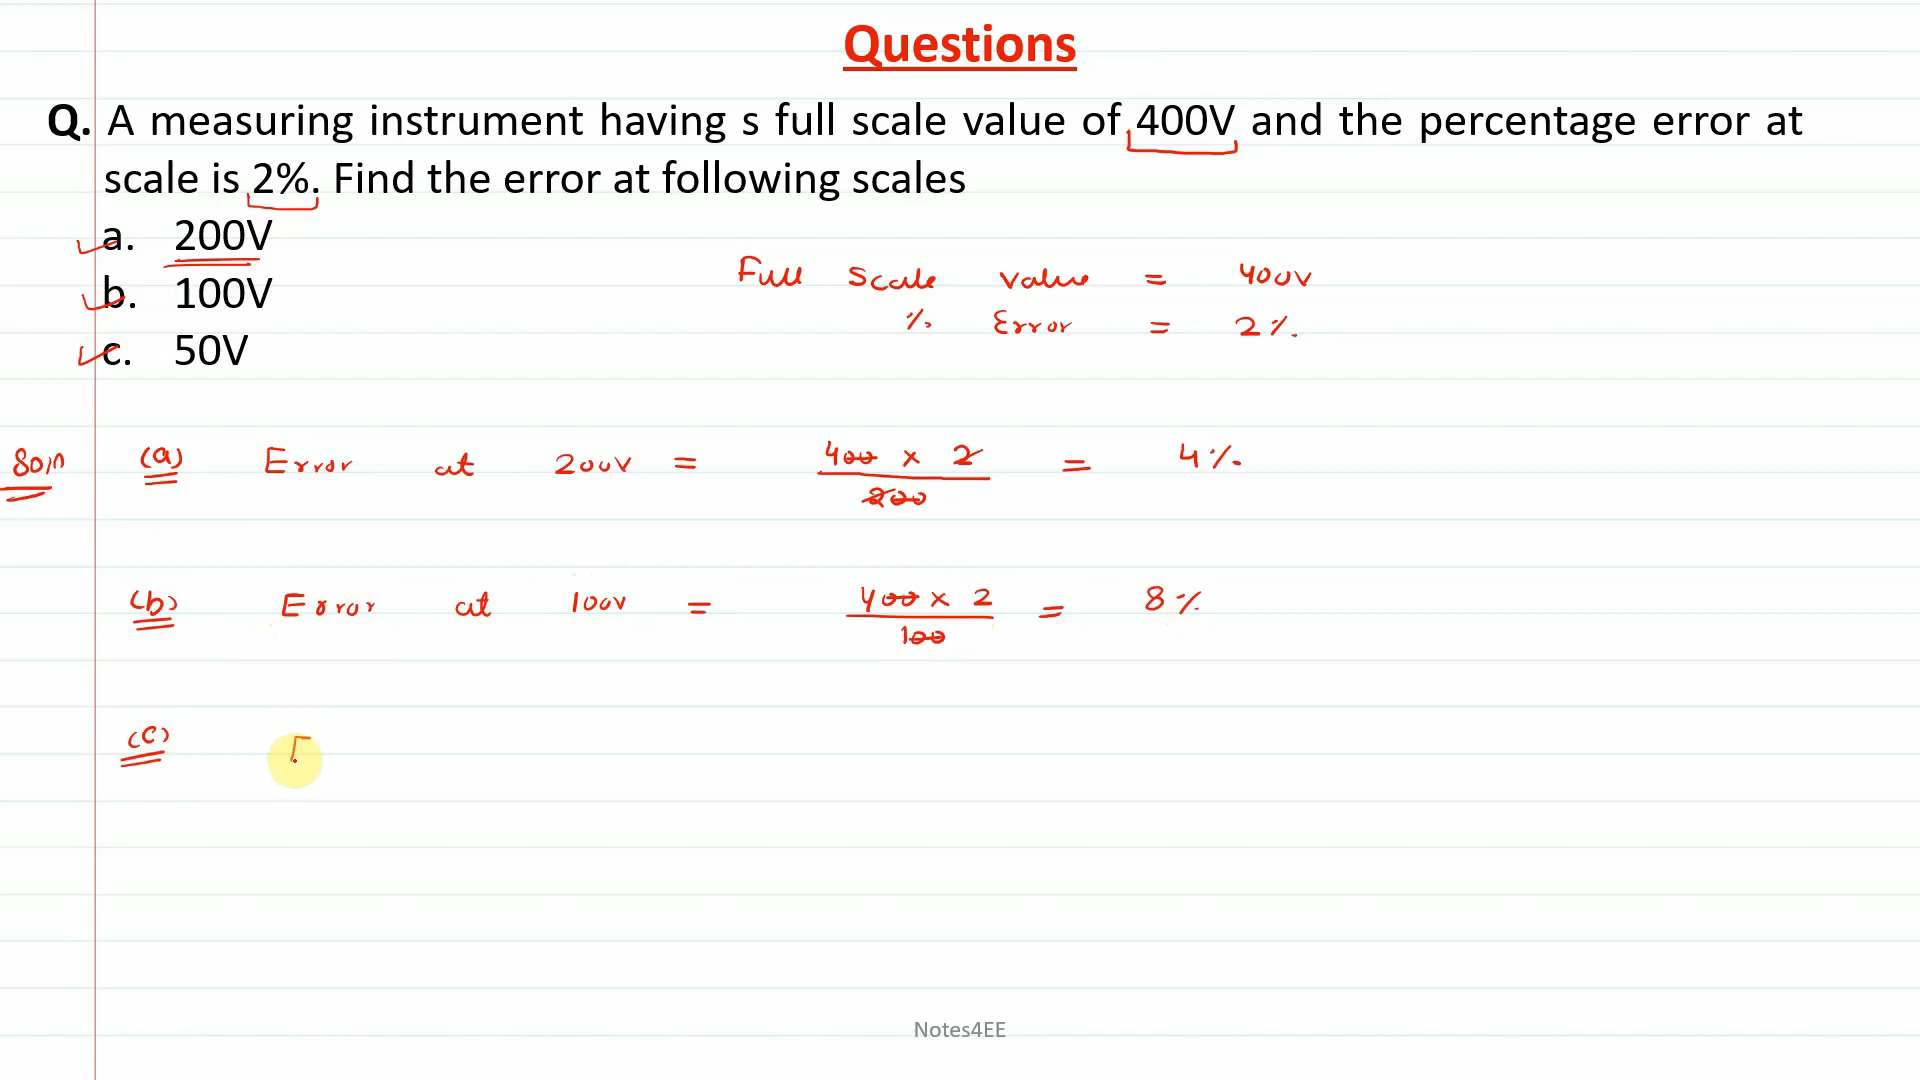 Questions
Q. A measuring instrument having s full scale value of 400V and the percentage error at
scale is 2%. Find the error at following scales
a. 200V
b. 100V
c. 50V
Full Scale value = 400V
% Error = 2%.
Soln (a) Error at 200V = 400 x 2 / 200 = 4%.
(b) Error at 100V = 400 x 2 / 100 = 8%
(c)
Notes4EE